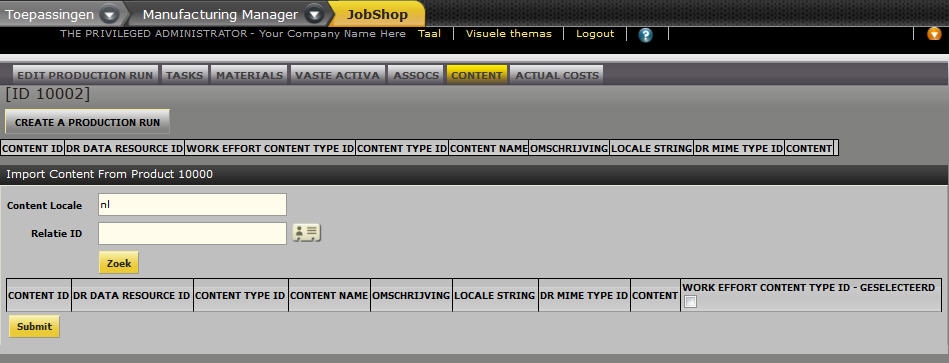 Toepassingen Manufacturing Manager JobShop
THE PRIVILEGED ADMINISTRATOR - Your Company Name Here Taal Visuele themas Logout ?
EDIT PRODUCTION RUN TASKS MATERIALS VASTE ACTIVA ASSOCS CONTENT ACTUAL COSTS
[ID 10002]
CREATE A PRODUCTION RUN
CONTENT ID DR DATA RESOURCE ID WORK EFFORT CONTENT TYPE ID CONTENT TYPE ID CONTENT NAME OMSCHRIJVING LOCALE STRING DR MIME TYPE ID CONTENT
Import Content From Product 10000
Content Locale nl
Relatie ID
Zoek
CONTENT ID DR DATA RESOURCE ID CONTENT TYPE ID CONTENT NAME OMSCHRIJVING LOCALE STRING DR MIME TYPE ID CONTENT WORK EFFORT CONTENT TYPE ID - GESELECTEERD
Submit